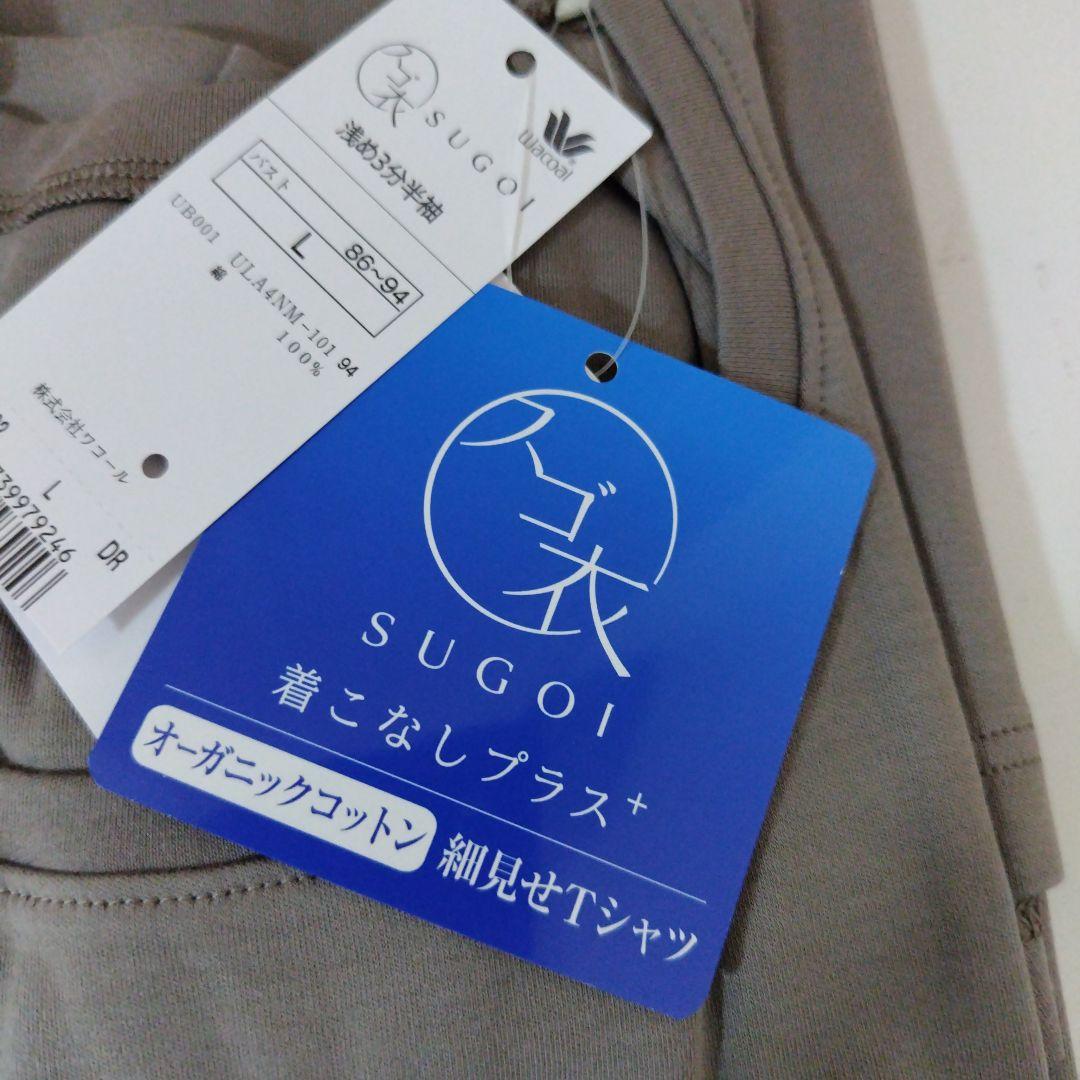 スゴ衣
SUGOI
Wacoal
浅め3分半袖
バスト
L 86~94
UB001 ULA4NM-101 94
綿 100%
株式会社ワコール
L
739979246 DR
スゴ衣
SUGOI
着こなしプラス+
オーガニックコットン 細見せTシャツ